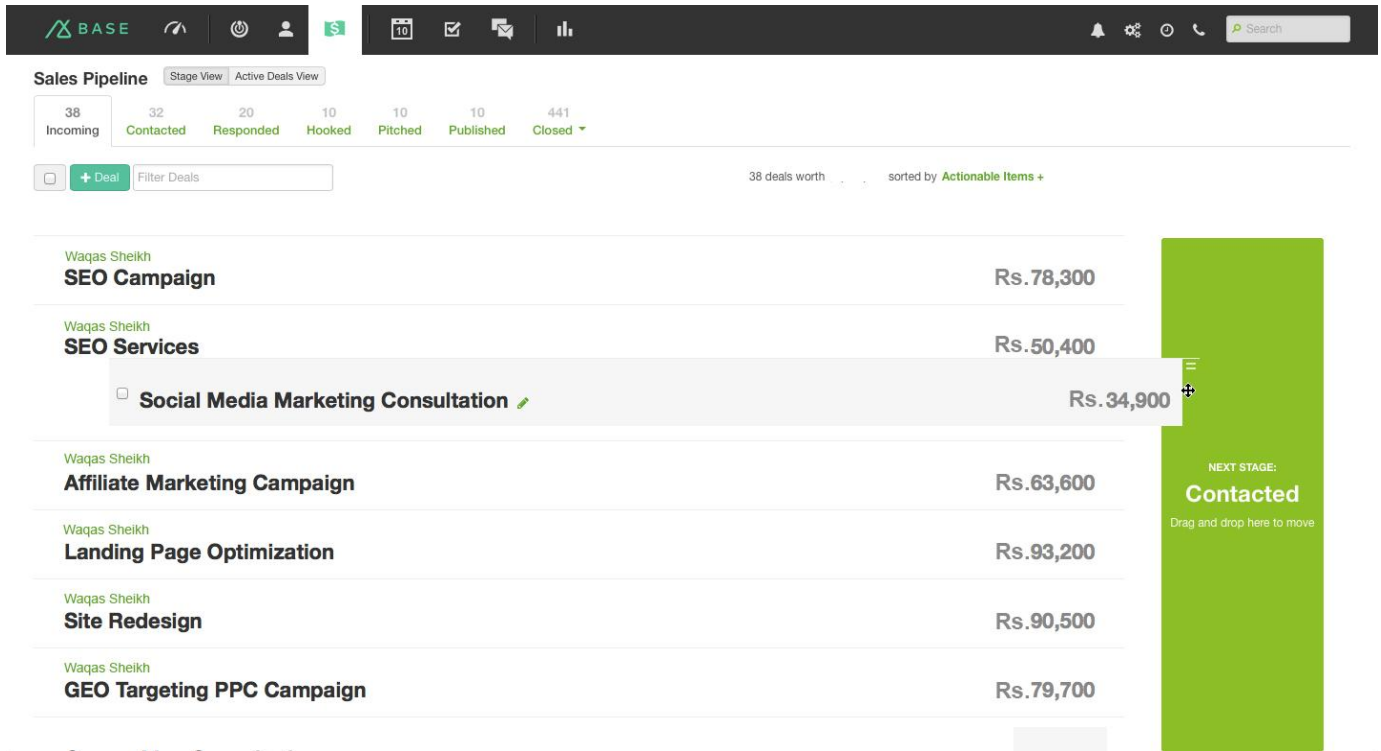 BASE
10
Search
Sales Pipeline Stage View Active Deals View
38 32 20 10 10 10 441
Incoming Contacted Responded Hooked Pitched Published Closed
+ Deal Filter Deals 38 deals worth sorted by Actionable Items +
Waqas Sheikh
SEO Campaign Rs.78,300
Waqas Sheikh
SEO Services Rs.50,400
Social Media Marketing Consultation Rs.34,900
Waqas Sheikh
Affiliate Marketing Campaign Rs.63,600
Waqas Sheikh
Landing Page Optimization Rs.93,200
Waqas Sheikh
Site Redesign Rs.90,500
Waqas Sheikh
GEO Targeting PPC Campaign Rs.79,700
NEXT STAGE:
Contacted
Drag and drop here to move